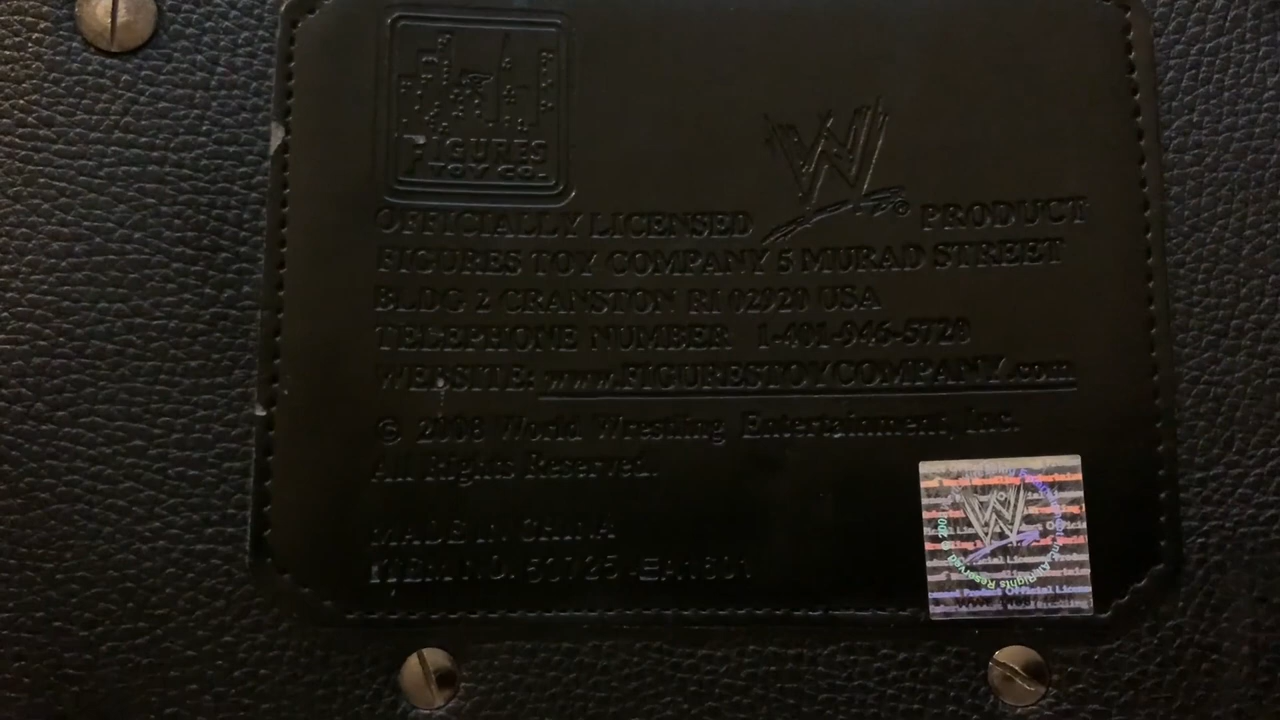 FIGURES
TOY CO.
W
OFFICIALLY LICENSED PRODUCT
FIGURES TOY COMPANY 5 MURAD STREET
BLDG 2 CRANSTON RI 02920 USA
TELEPHONE NUMBER 1-401-946-5720
WEBSITE: www.FIGURESTOYCOMPANY.com
© 2008 World Wrestling Entertainment, Inc.
All Rights Reserved.
MADE IN CHINA
ITEM NO.
W